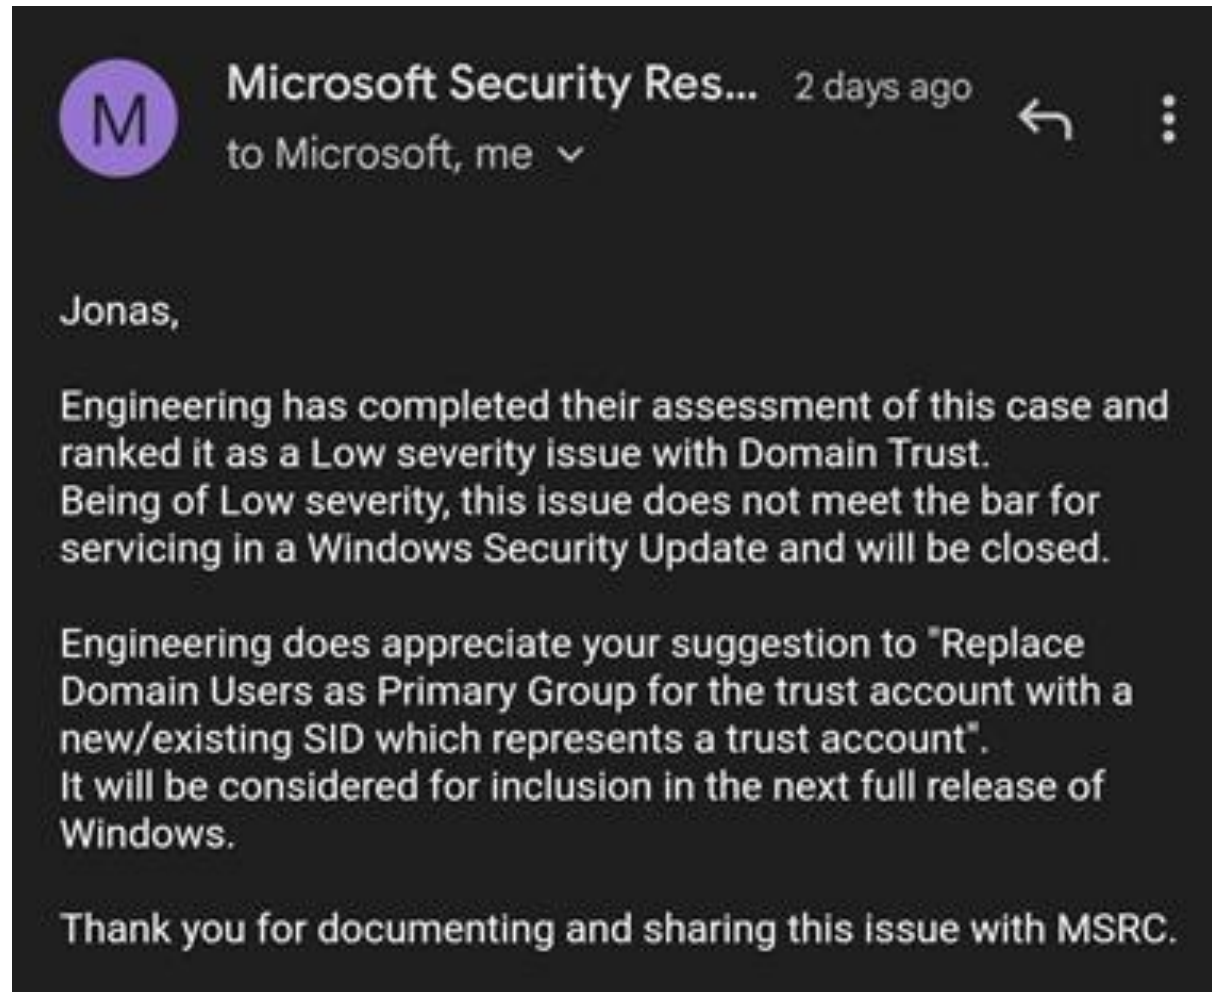 M
Microsoft Security Res... 2 days ago
to Microsoft, me
Jonas,
Engineering has completed their assessment of this case and
ranked it as a Low severity issue with Domain Trust.
Being of Low severity, this issue does not meet the bar for
servicing in a Windows Security Update and will be closed.
Engineering does appreciate your suggestion to "Replace
Domain Users as Primary Group for the trust account with a
new/existing SID which represents a trust account".
It will be considered for inclusion in the next full release of
Windows.
Thank you for documenting and sharing this issue with MSRC.